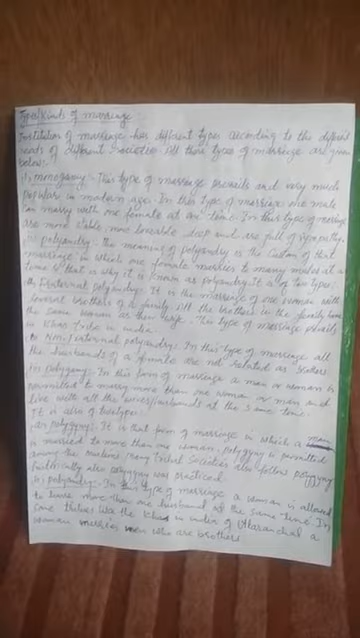 Types/Kinds of marriage
Institution of marriage has different types according to the different
needs of different societies. All these types of marriage are given
below:
monogamy:- This type of marriage prevails and very much
popular in modern age. In this type of marriage one male
can marry with one female at one time. In this type of marriage
are more stable, more loveable, deep and are full of sympathy.
polyandry:- the meaning of polyandry is the custom of that
marriage in which one female marries to many males at a
time & that is why it is known as polyandry. It is of two types:
Fraternal polyandry: It is the marriage of one woman with
several brothers of a family. All the brothers in the family have
the same woman as their wife. This type of marriage prevails
in Khas tribe in india.
Non-Fraternal polyandry: In this type of marriage all
the husbands of a female are not related as brothers
polygamy: In this form of marriage a man or woman is
permitted to marry more than one woman or man and
live with all the wives/husbands at the same time.
It is also of two types:
polygyny: It is that form of marriage in which a man
is married to more than one woman. polygyny is permitted
among the muslims. many Tribal Societies also follow polygyny
historically also polygyny was practiced.
polyandry:- In this type of marriage a woman is allowed
to have more than one husband at the same time. In
some tribes like the Khas in india of Uttaranchal a
woman marries men who are brothers